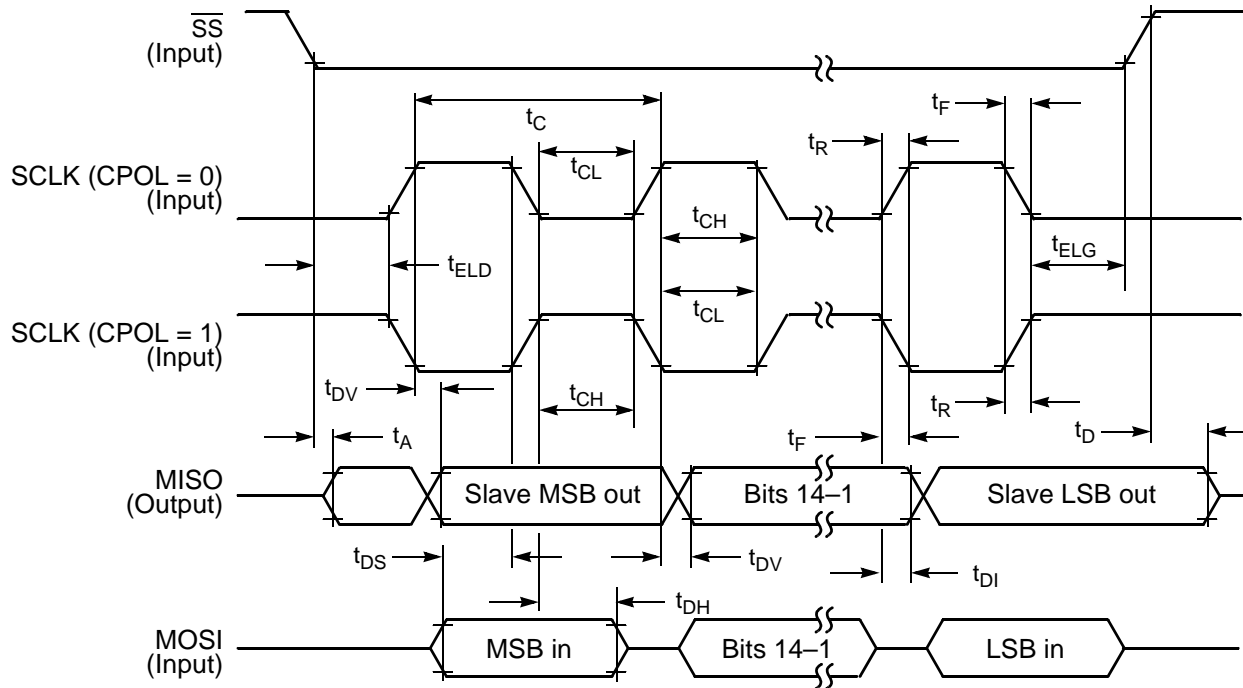 SS
(Input)
tF
tC
tR
tCL
SCLK (CPOL = 0)
(Input)
tCH
tELD
tELG
tCL
SCLK (CPOL = 1)
(Input)
tDV
tCH
tR
tA
tF
tD
MISO
(Output)
Slave MSB out
Bits 14–1
Slave LSB out
tDS
tDV
tDI
tDH
MOSI
(Input)
MSB in
Bits 14–1
LSB in